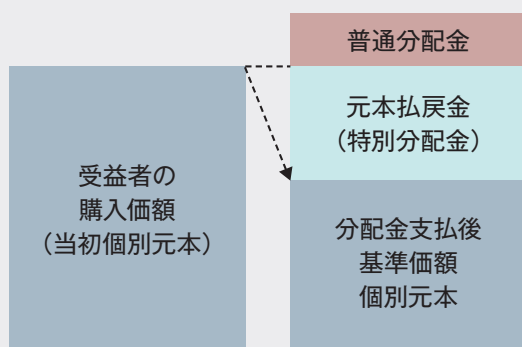 普通分配金
元本払戻金
（特別分配金）
受益者の
購入価額
（当初個別元本）
分配金支払後
基準価額
個別元本